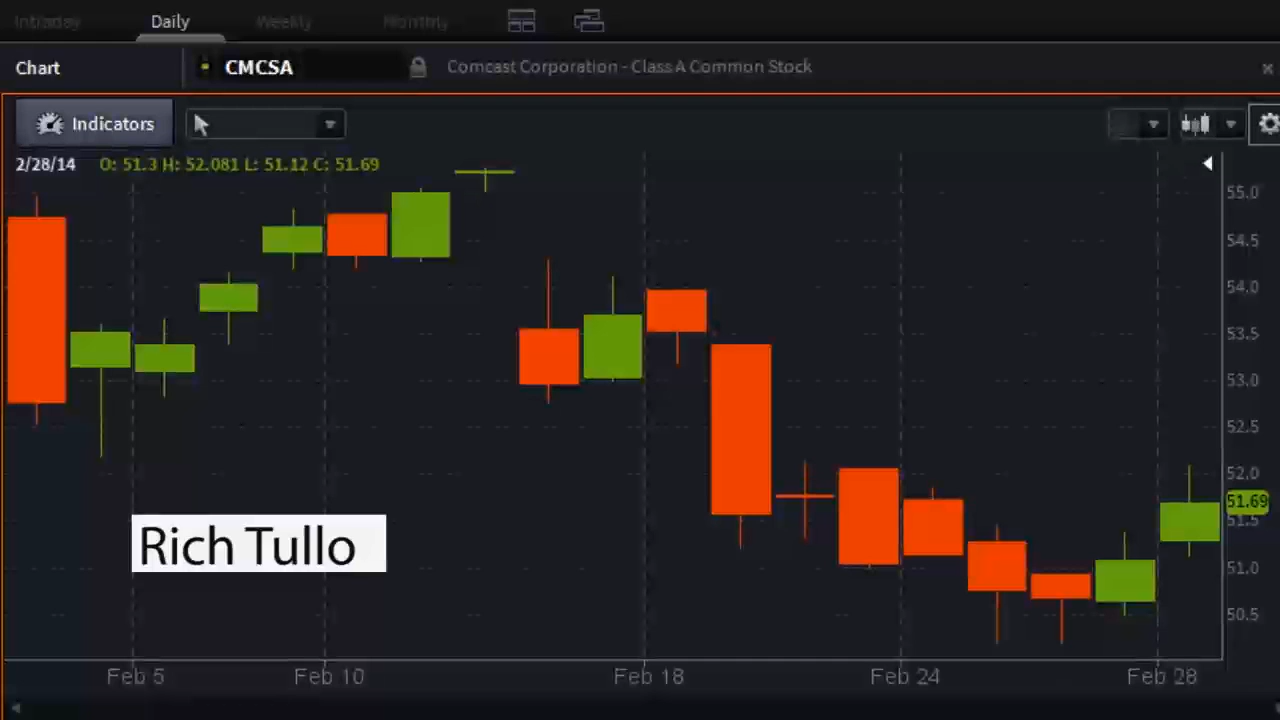 Intraday Daily Weekly Monthly
Chart CMCSA Comcast Corporation - Class A Common Stock
Indicators
2/28/14 O: 51.3 H: 52.081 L: 51.12 C: 51.69
55.0
54.5
54.0
53.5
53.0
52.5
52.0
51.69
51.5
51.0
50.5
Rich Tullo
Feb 5 Feb 10 Feb 18 Feb 24 Feb 28